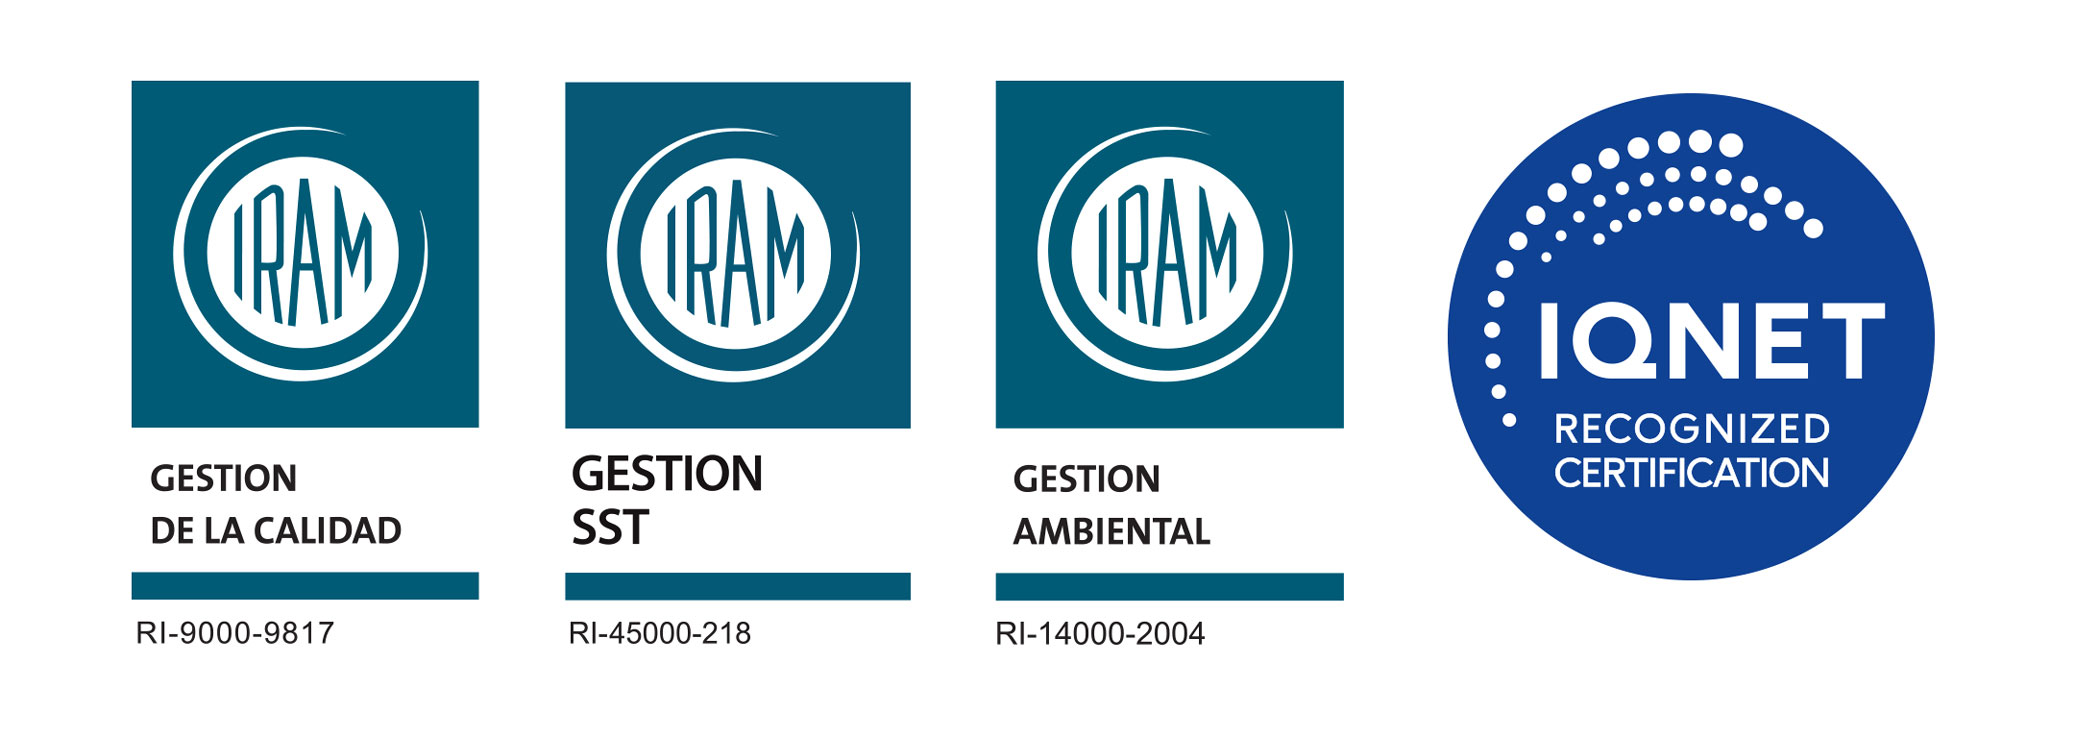 IRAM
GESTION
DE LA CALIDAD
RI-9000-9817
IRAM
GESTION
SST
RI-45000-218
IRAM
GESTION
AMBIENTAL
RI-14000-2004
IQNET
RECOGNIZED
CERTIFICATION